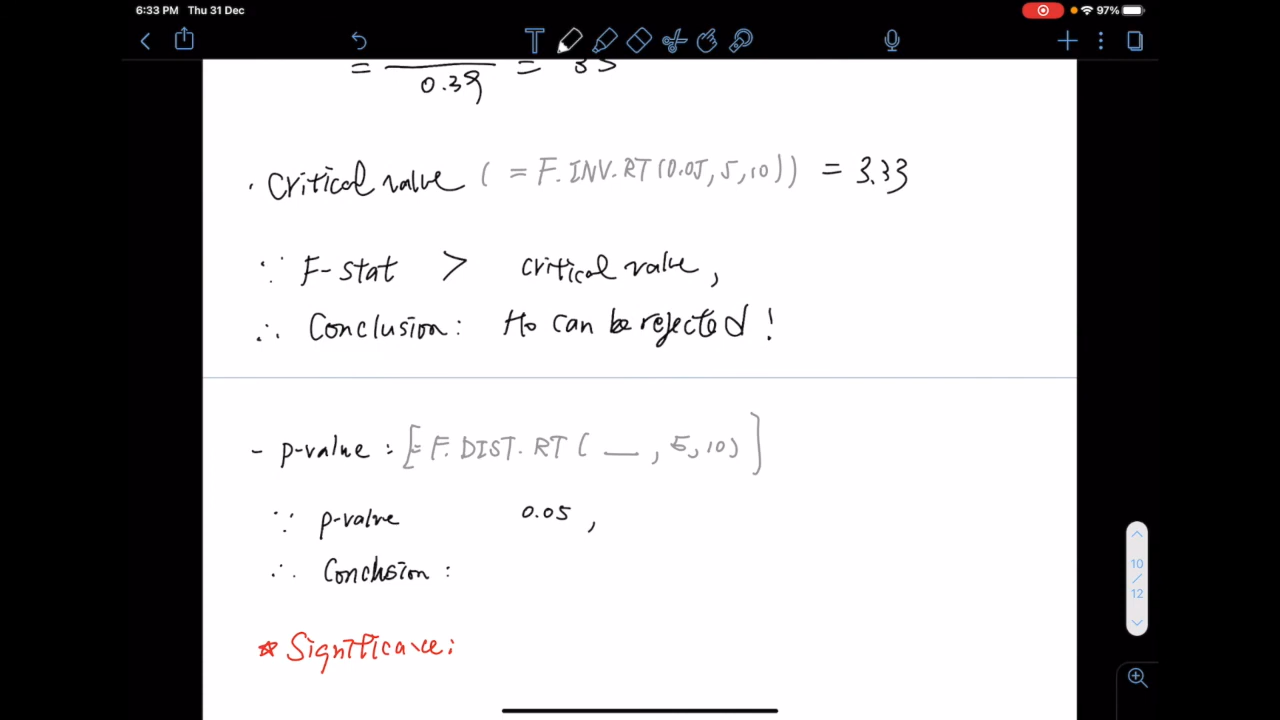 6:33 PM Thu 31 Dec
97%
T
= 0.39 = 35
· Critical value ( = F.INV.RT(0.05, 5, 10)) = 3.33
∵ F-stat > critical value,
∴ Conclusion: Ho can be rejected!
- p-value: [= F.DIST.RT( __ , 5, 10)]
∵ p-value 0.05 ,
∴ Conclusion:
* Significance:
10
/
12